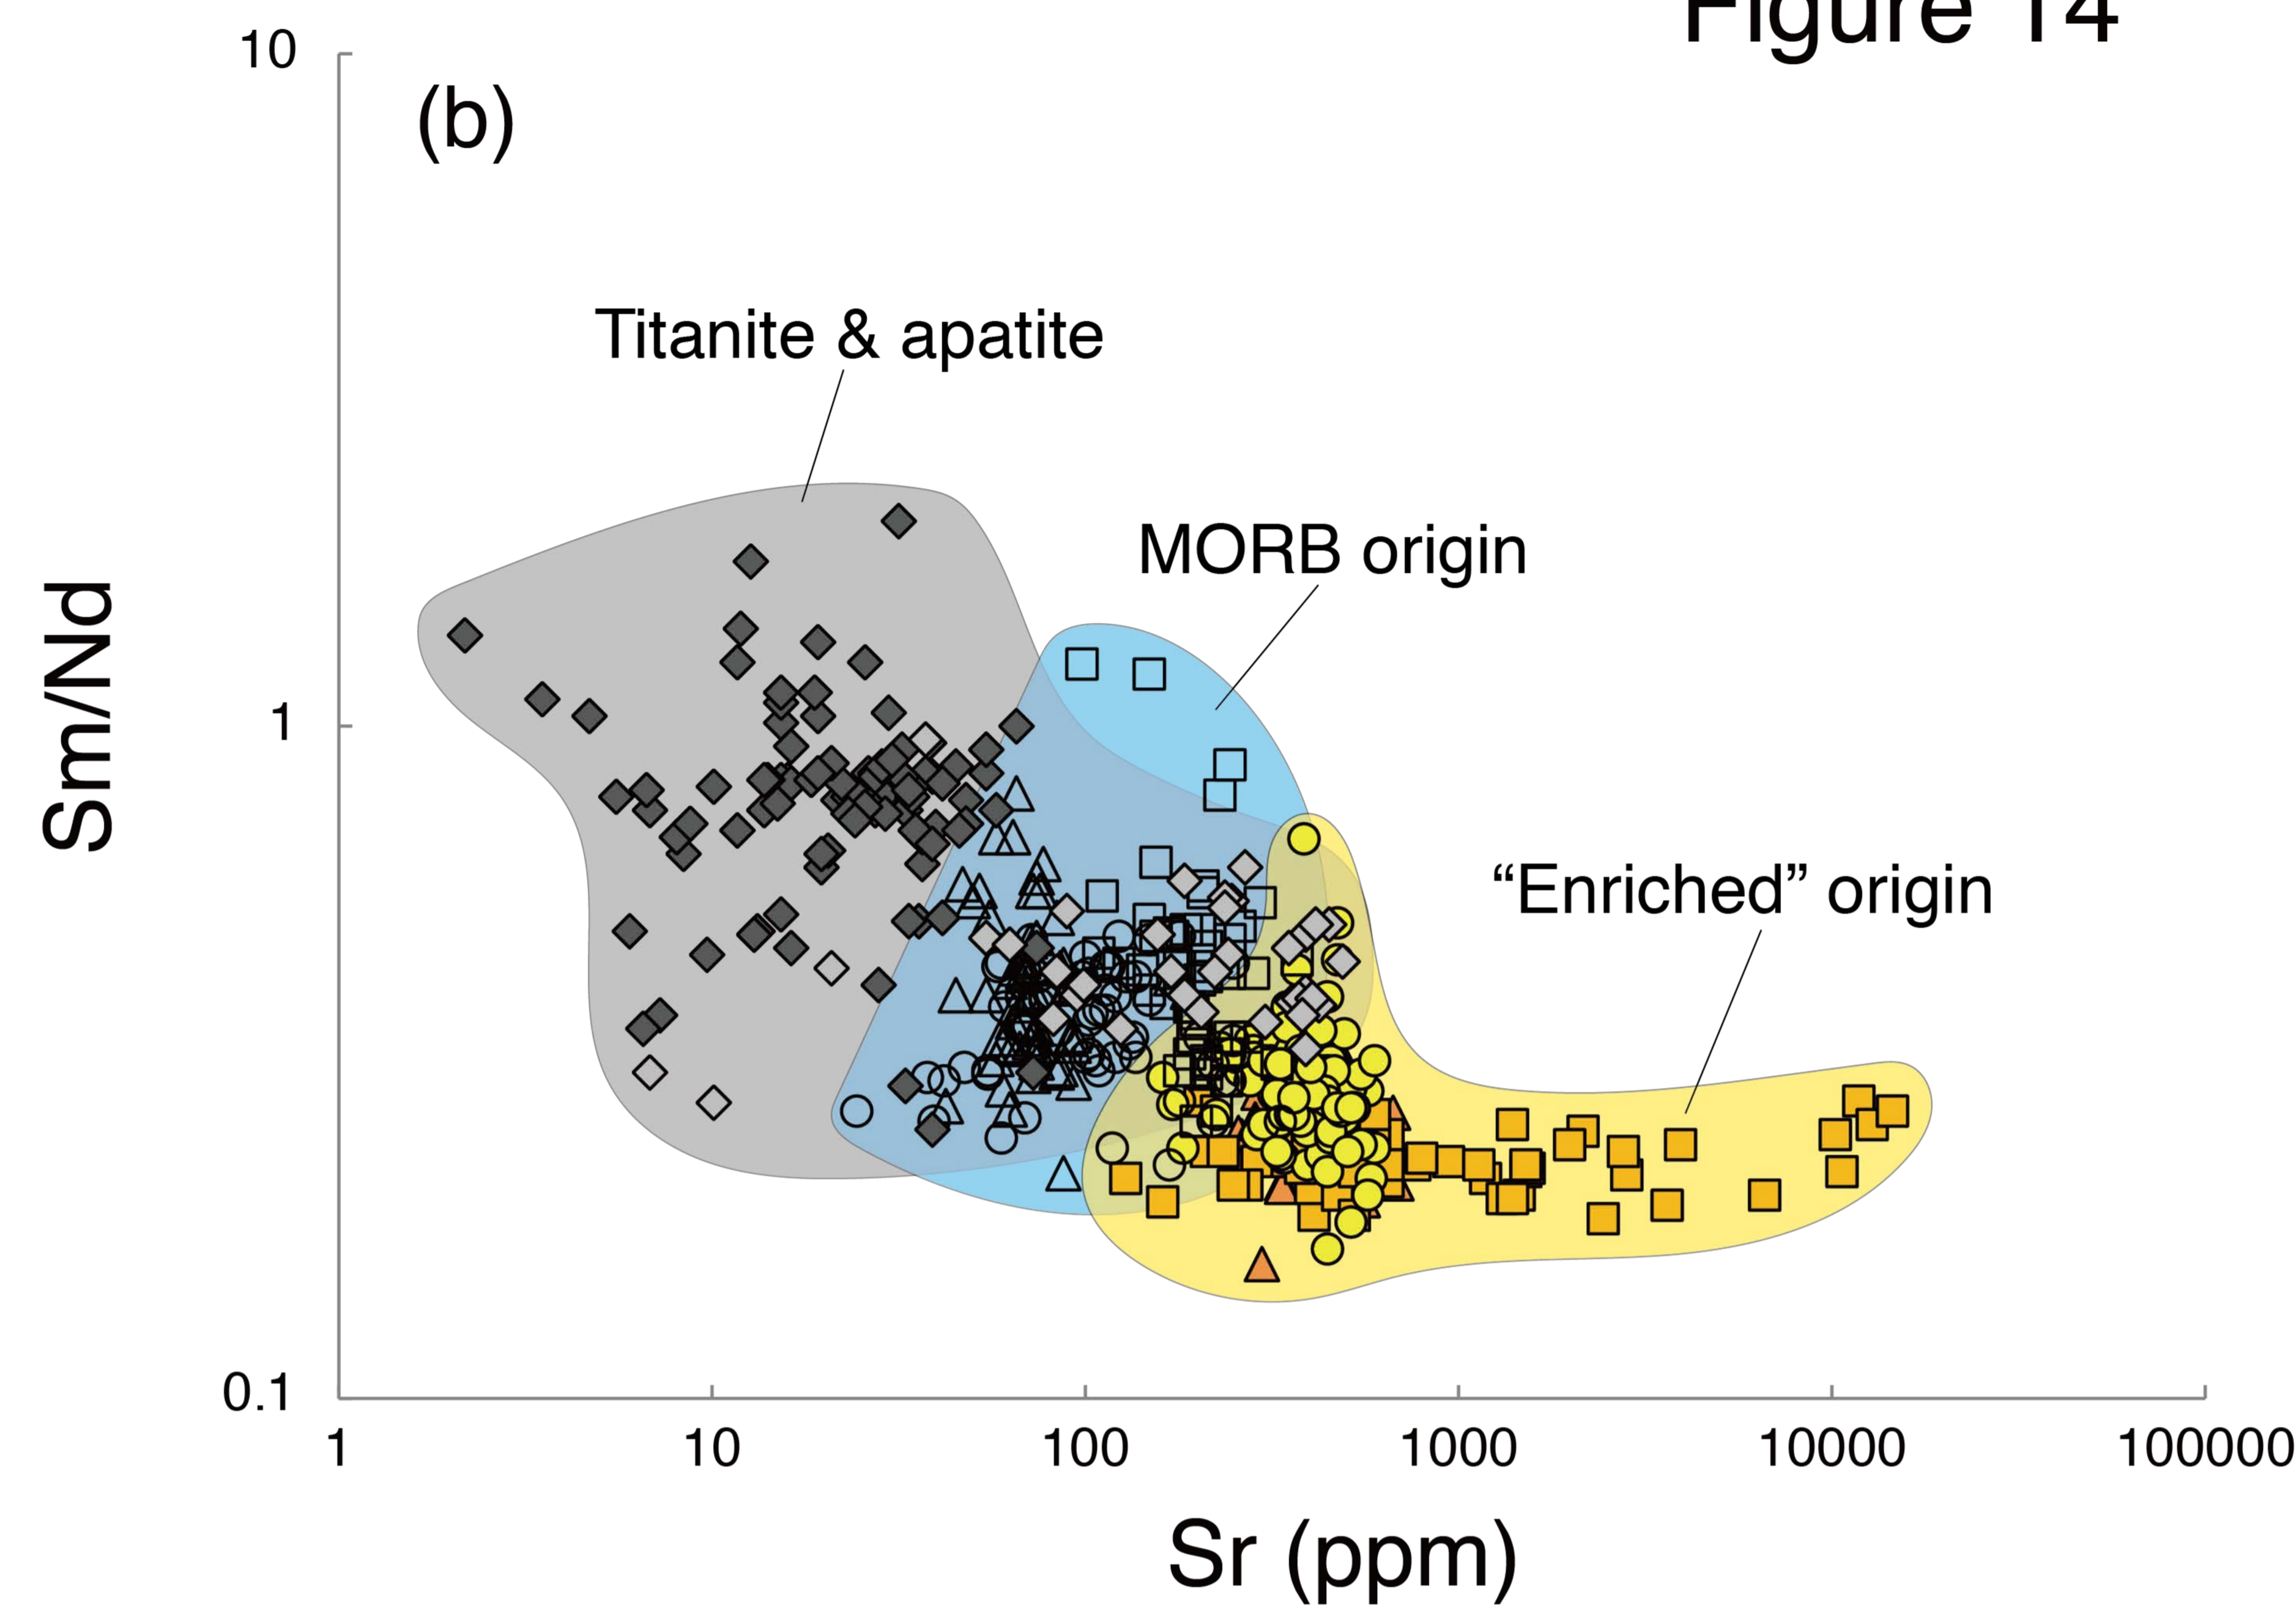 Figure 14
10
(b)
Titanite & apatite
MORB origin
Sm/Nd
1
“Enriched” origin
0.1
1 10 100 1000 10000 100000
Sr (ppm)